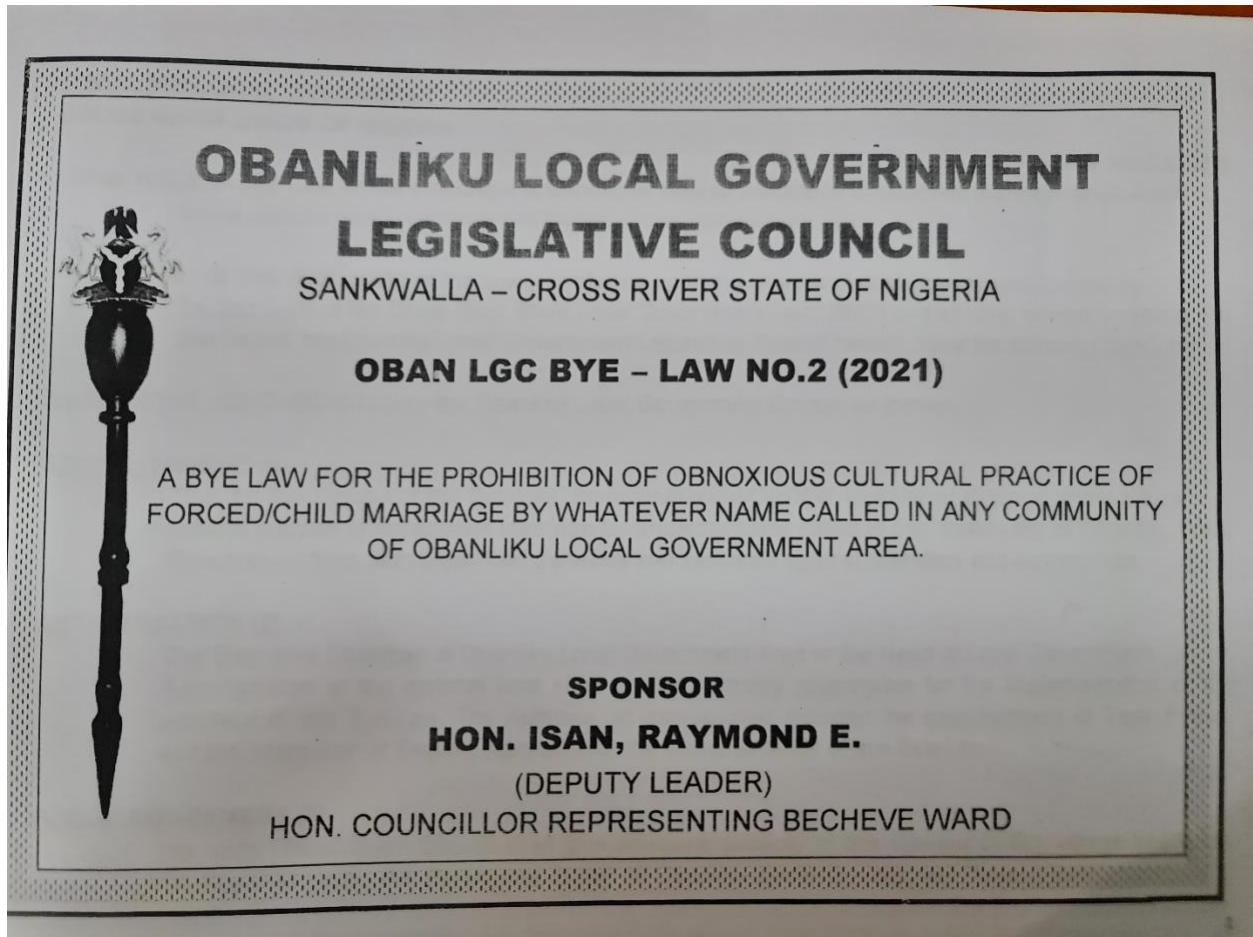 OBANLIKU LOCAL GOVERNMENT
LEGISLATIVE COUNCIL
SANKWALLA – CROSS RIVER STATE OF NIGERIA
OBAN LGC BYE – LAW NO.2 (2021)
A BYE LAW FOR THE PROHIBITION OF OBNOXIOUS CULTURAL PRACTICE OF
FORCED/CHILD MARRIAGE BY WHATEVER NAME CALLED IN ANY COMMUNITY
OF OBANLIKU LOCAL GOVERNMENT AREA.
SPONSOR
HON. ISAN, RAYMOND E.
(DEPUTY LEADER)
HON. COUNCILLOR REPRESENTING BECHEVE WARD